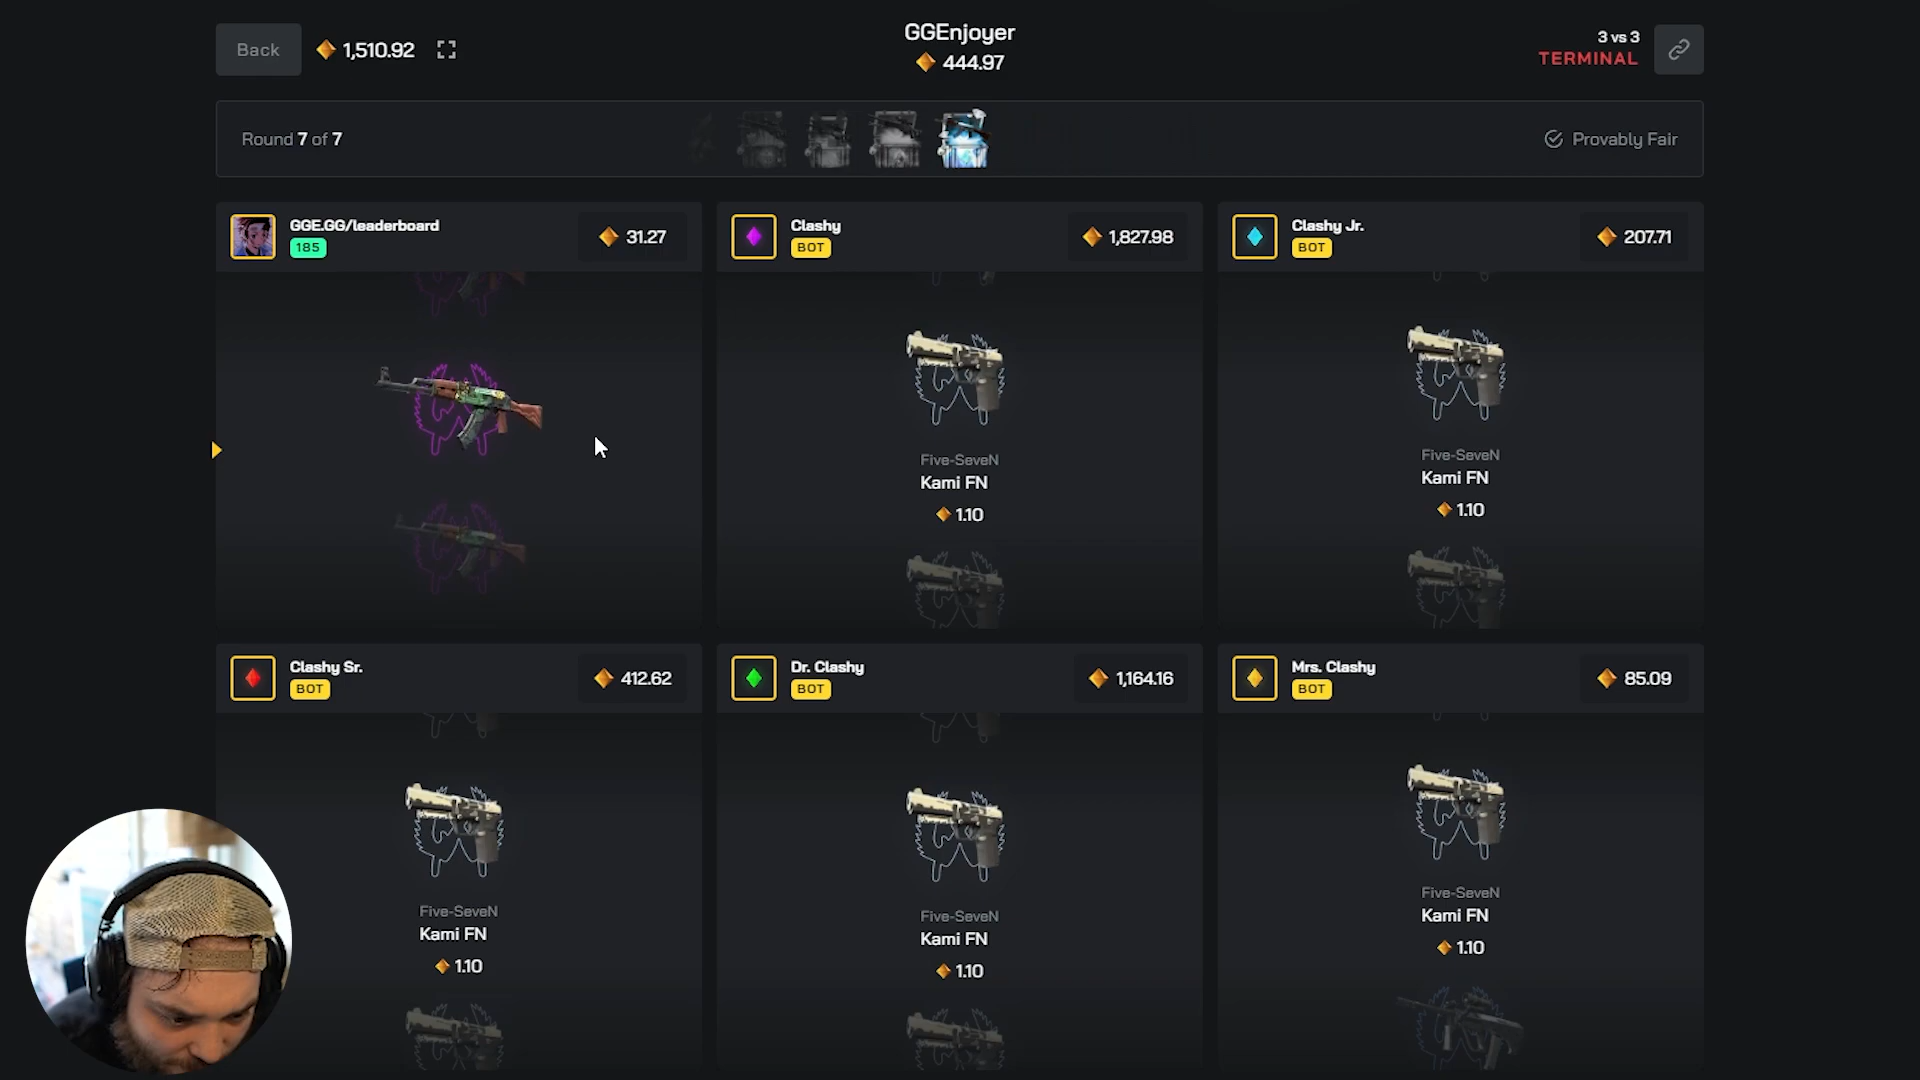 Back
1,510.92
GGEnjoyer
444.97
3 vs 3
TERMINAL
Round 7 of 7
Provably Fair
GGE.GG/leaderboard
185
31.27
Clashy
BOT
1,827.98
Clashy Jr.
BOT
207.71
Five-SeveN
Kami FN
1.10
Five-SeveN
Kami FN
1.10
Clashy Sr.
BOT
412.62
Dr. Clashy
BOT
1,164.16
Mrs. Clashy
BOT
85.09
Five-SeveN
Kami FN
1.10
Five-SeveN
Kami FN
1.10
Five-SeveN
Kami FN
1.10